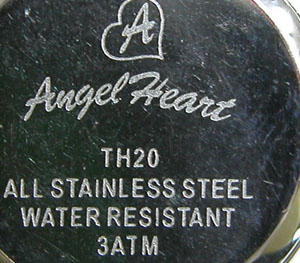 A
Angel Heart
TH20
ALL STAINLESS STEEL
WATER RESISTANT
3ATM